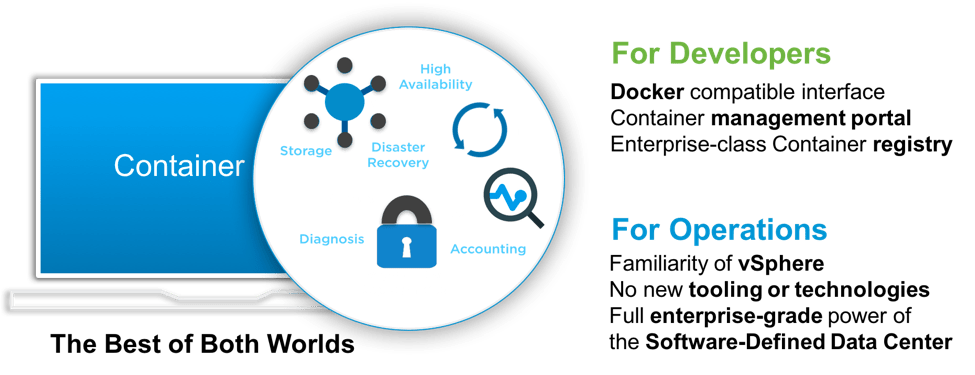 Container
High
Availability
Storage
Disaster
Recovery
Diagnosis
Accounting
The Best of Both Worlds
For Developers
Docker compatible interface
Container management portal
Enterprise-class Container registry
For Operations
Familiarity of vSphere
No new tooling or technologies
Full enterprise-grade power of
the Software-Defined Data Center